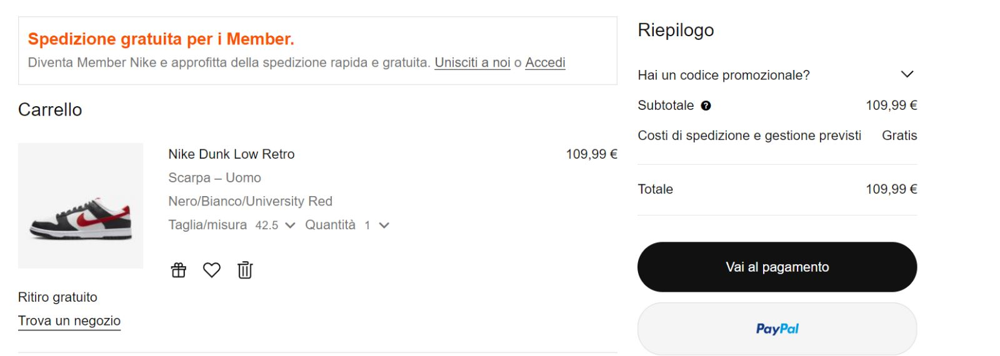 Spedizione gratuita per i Member.
Diventa Member Nike e approfitta della spedizione rapida e gratuita. Unisciti a noi o Accedi
Carrello
Nike Dunk Low Retro 109,99 €
Scarpa – Uomo
Nero/Bianco/University Red
Taglia/misura 42.5 Quantità 1
Ritiro gratuito
Trova un negozio
Riepilogo
Hai un codice promozionale?
Subtotale ? 109,99 €
Costi di spedizione e gestione previsti Gratis
Totale 109,99 €
Vai al pagamento
PayPal